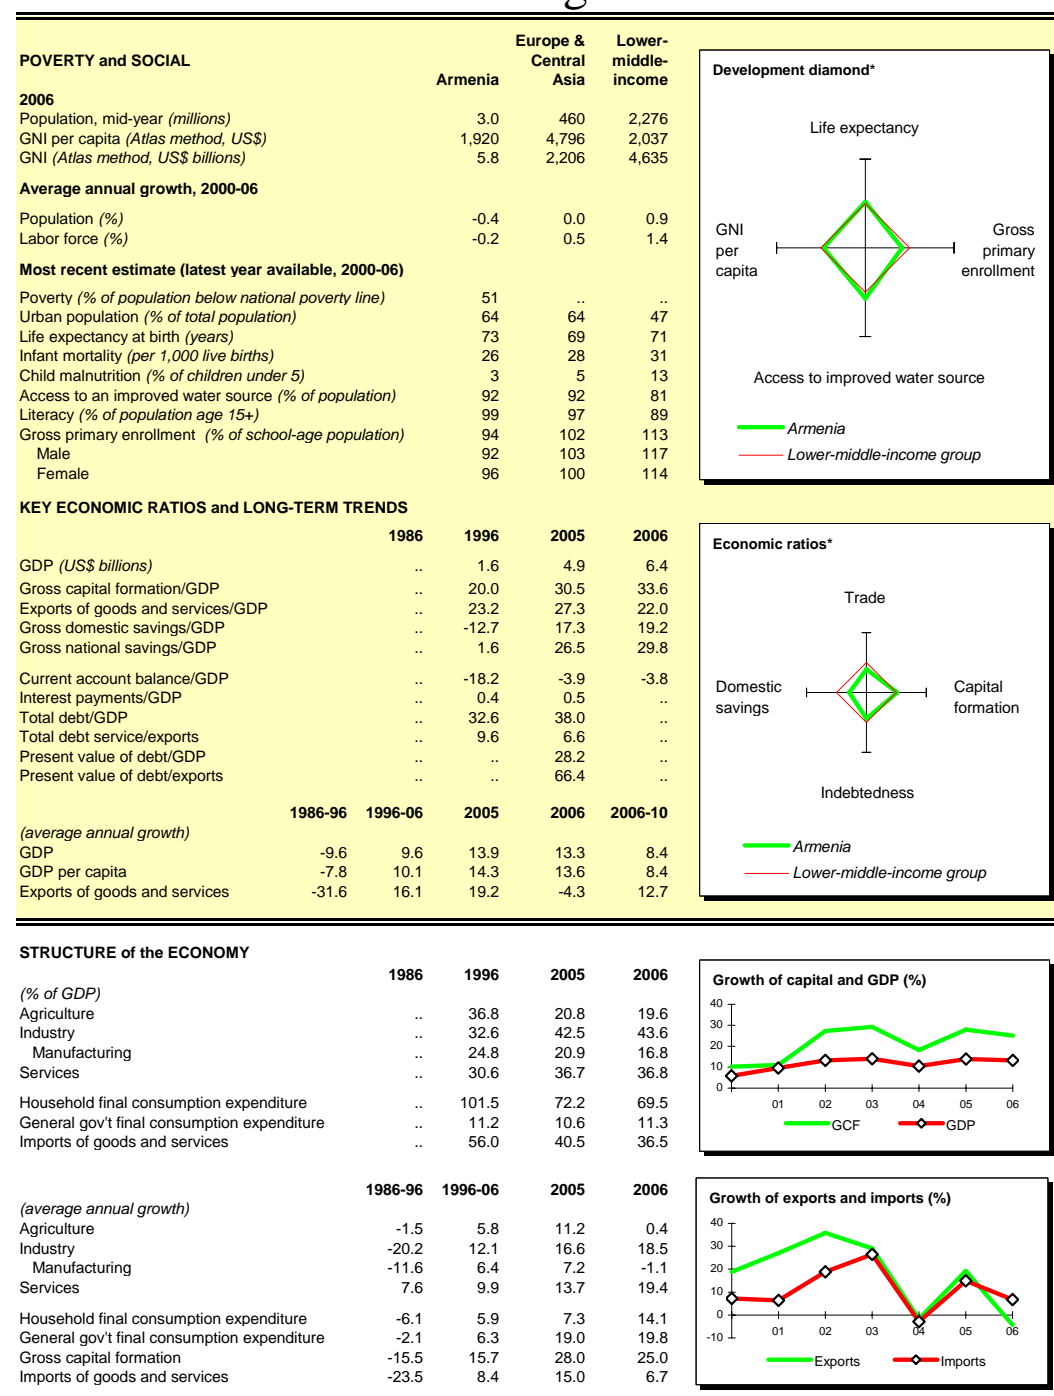 POVERTY and SOCIAL Armenia Europe & Central Asia Lower-middle-income
2006
Population, mid-year (millions) 3.0 460 2,276
GNI per capita (Atlas method, US$) 1,920 4,796 2,037
GNI (Atlas method, US$ billions) 5.8 2,206 4,635
Average annual growth, 2000-06
Population (%) -0.4 0.0 0.9
Labor force (%) -0.2 0.5 1.4
Most recent estimate (latest year available, 2000-06)
Poverty (% of population below national poverty line) 51 .. ..
Urban population (% of total population) 64 64 47
Life expectancy at birth (years) 73 69 71
Infant mortality (per 1,000 live births) 26 28 31
Child malnutrition (% of children under 5) 3 5 13
Access to an improved water source (% of population) 92 92 81
Literacy (% of population age 15+) 99 97 89
Gross primary enrollment (% of school-age population) 94 102 113
Male 92 103 117
Female 96 100 114
Development diamond*
Life expectancy
GNI per capita
Gross primary enrollment
Access to improved water source
Armenia
Lower-middle-income group
KEY ECONOMIC RATIOS and LONG-TERM TRENDS
1986 1996 2005 2006
GDP (US$ billions) .. 1.6 4.9 6.4
Gross capital formation/GDP .. 20.0 30.5 33.6
Exports of goods and services/GDP .. 23.2 27.3 22.0
Gross domestic savings/GDP .. -12.7 17.3 19.2
Gross national savings/GDP .. 1.6 26.5 29.8
Current account balance/GDP .. -18.2 -3.9 -3.8
Interest payments/GDP .. 0.4 0.5 ..
Total debt/GDP .. 32.6 38.0 ..
Total debt service/exports .. 9.6 6.6 ..
Present value of debt/GDP .. .. 28.2 ..
Present value of debt/exports .. .. 66.4 ..
1986-96 1996-06 2005 2006 2006-10
(average annual growth)
GDP -9.6 9.6 13.9 13.3 8.4
GDP per capita -7.8 10.1 14.3 13.6 8.4
Exports of goods and services -31.6 16.1 19.2 -4.3 12.7
Economic ratios*
Trade
Domestic savings
Capital formation
Indebtedness
Armenia
Lower-middle-income group
STRUCTURE of the ECONOMY
1986 1996 2005 2006
(% of GDP)
Agriculture .. 36.8 20.8 19.6
Industry .. 32.6 42.5 43.6
Manufacturing .. 24.8 20.9 16.8
Services .. 30.6 36.7 36.8
Household final consumption expenditure .. 101.5 72.2 69.5
General gov't final consumption expenditure .. 11.2 10.6 11.3
Imports of goods and services .. 56.0 40.5 36.5
Growth of capital and GDP (%)
40
30
20
10
0
01 02 03 04 05 06
GCF GDP
1986-96 1996-06 2005 2006
(average annual growth)
Agriculture -1.5 5.8 11.2 0.4
Industry -20.2 12.1 16.6 18.5
Manufacturing -11.6 6.4 7.2 -1.1
Services 7.6 9.9 13.7 19.4
Household final consumption expenditure -6.1 5.9 7.3 14.1
General gov't final consumption expenditure -2.1 6.3 19.0 19.8
Gross capital formation -15.5 15.7 28.0 25.0
Imports of goods and services -23.5 8.4 15.0 6.7
Growth of exports and imports (%)
40
30
20
10
0
-10
01 02 03 04 05 06
Exports Imports